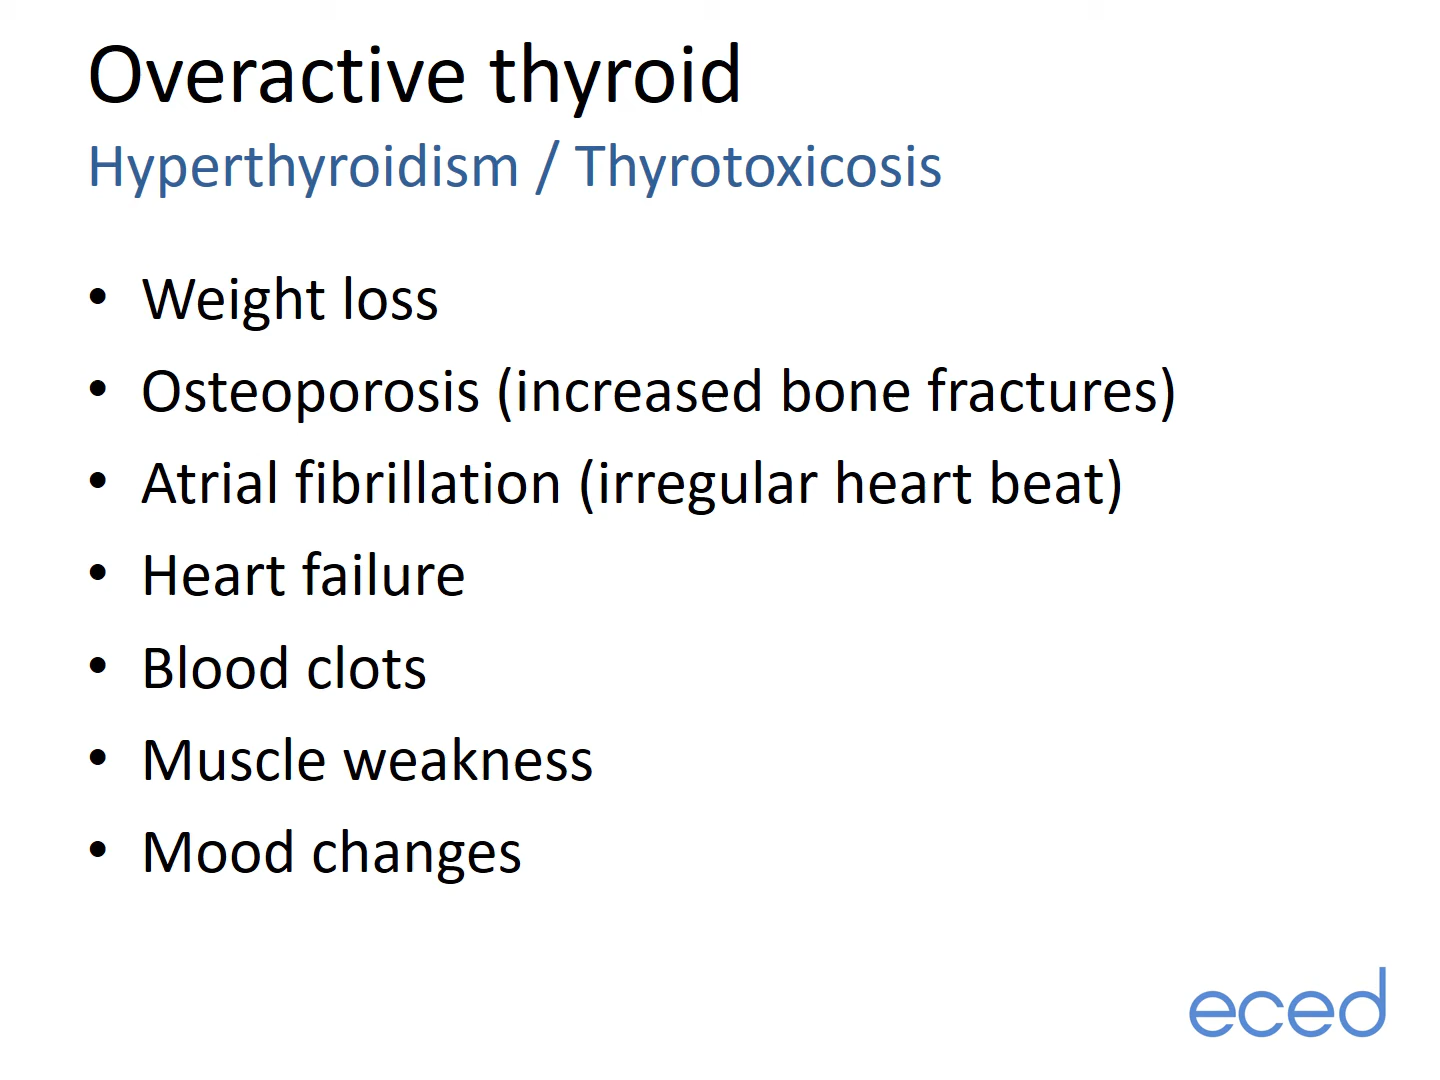 Overactive thyroid
Hyperthyroidism / Thyrotoxicosis
• Weight loss
• Osteoporosis (increased bone fractures)
• Atrial fibrillation (irregular heart beat)
• Heart failure
• Blood clots
• Muscle weakness
• Mood changes
eced